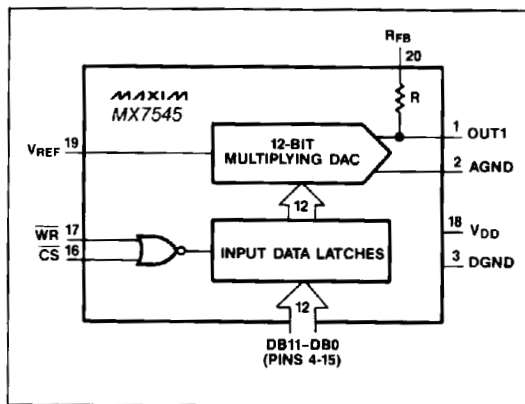 RFB
20
MAXIM
MX7545
R
1 OUT1
12-BIT
MULTIPLYING DAC
VREF 19
2 AGND
12
18 VDD
WR 17
CS 16
INPUT DATA LATCHES
3 DGND
12
DB11–DB0
(PINS 4-15)